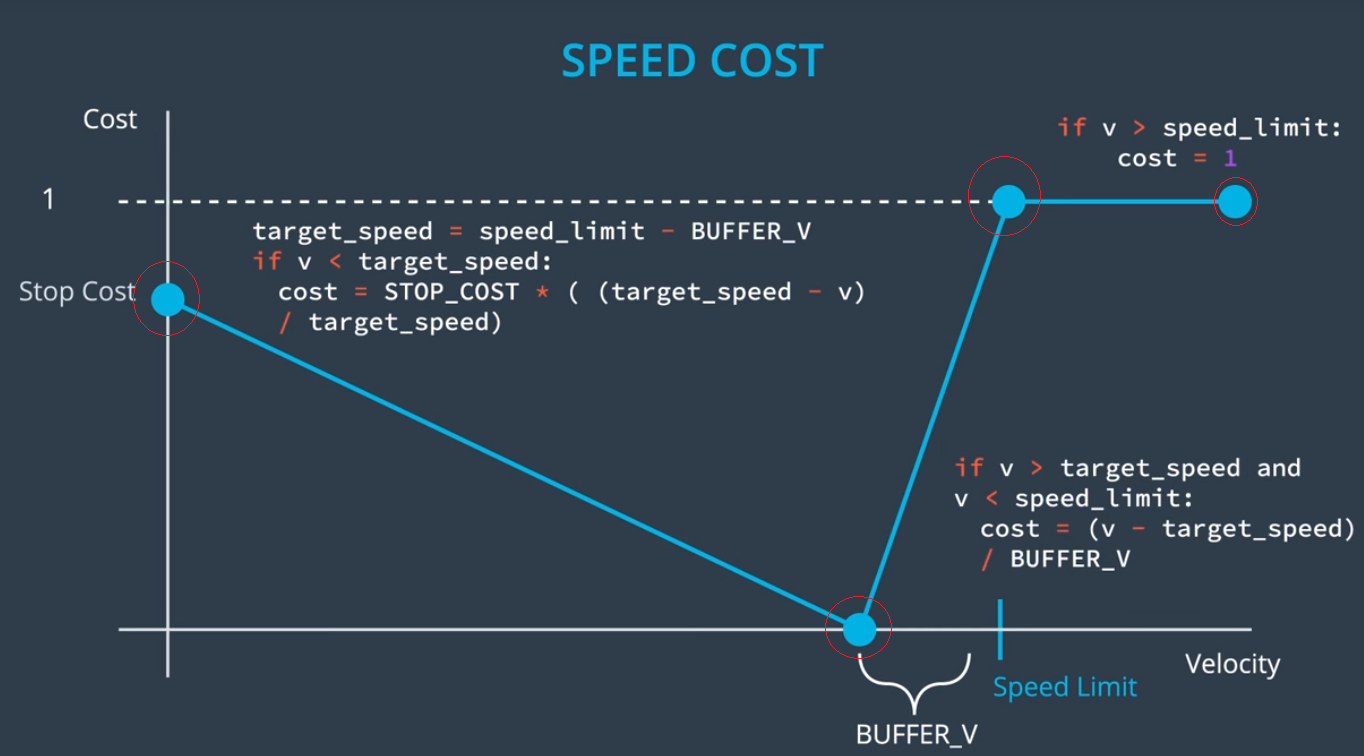 SPEED COST
Cost
if v > speed_limit:
cost = 1
1
target_speed = speed_limit - BUFFER_V
if v < target_speed:
cost = STOP_COST * ( (target_speed - v)
/ target_speed)
Stop Cost
if v > target_speed and
v < speed_limit:
cost = (v - target_speed)
/ BUFFER_V
Velocity
Speed Limit
BUFFER_V